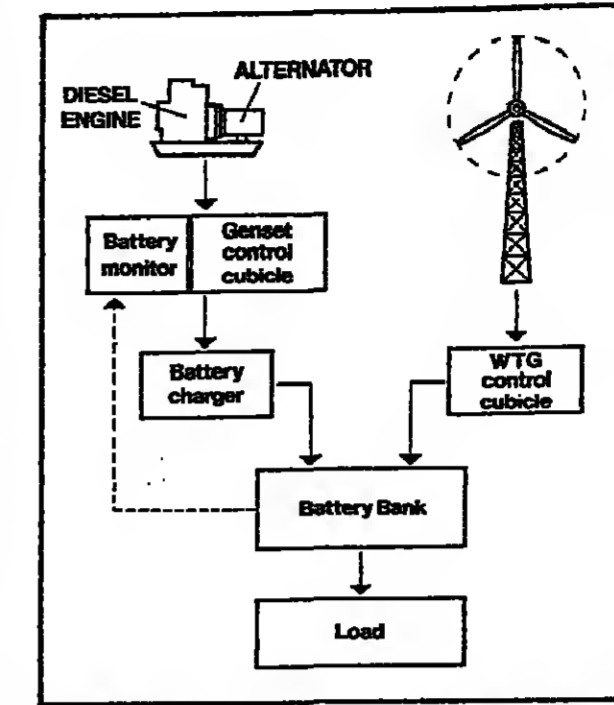 ALTERNATOR
DIESEL
ENGINE
Battery
monitor
Genset
control
cubicle
Battery
charger
WTG
control
cubicle
Battery Bank
Load